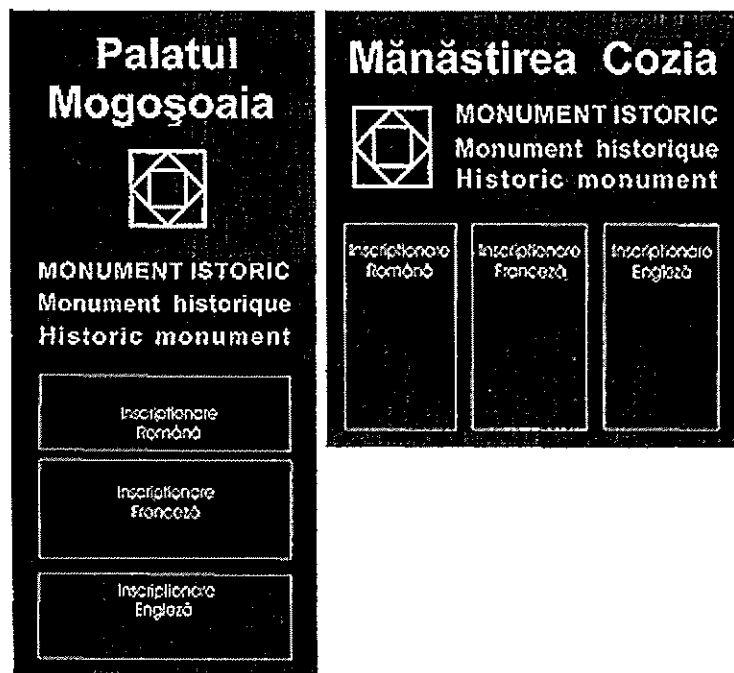 Palatul
Mogoşoaia
MONUMENT ISTORIC
Monument historique
Historic monument
Inscriptionare
Română
Inscriptionare
Franceză
Inscriptionare
Engleză
Mănăstirea Cozia
MONUMENT ISTORIC
Monument historique
Historic monument
Inscriptionare
Română
Inscriptionare
Franceză
Inscriptionare
Engleză